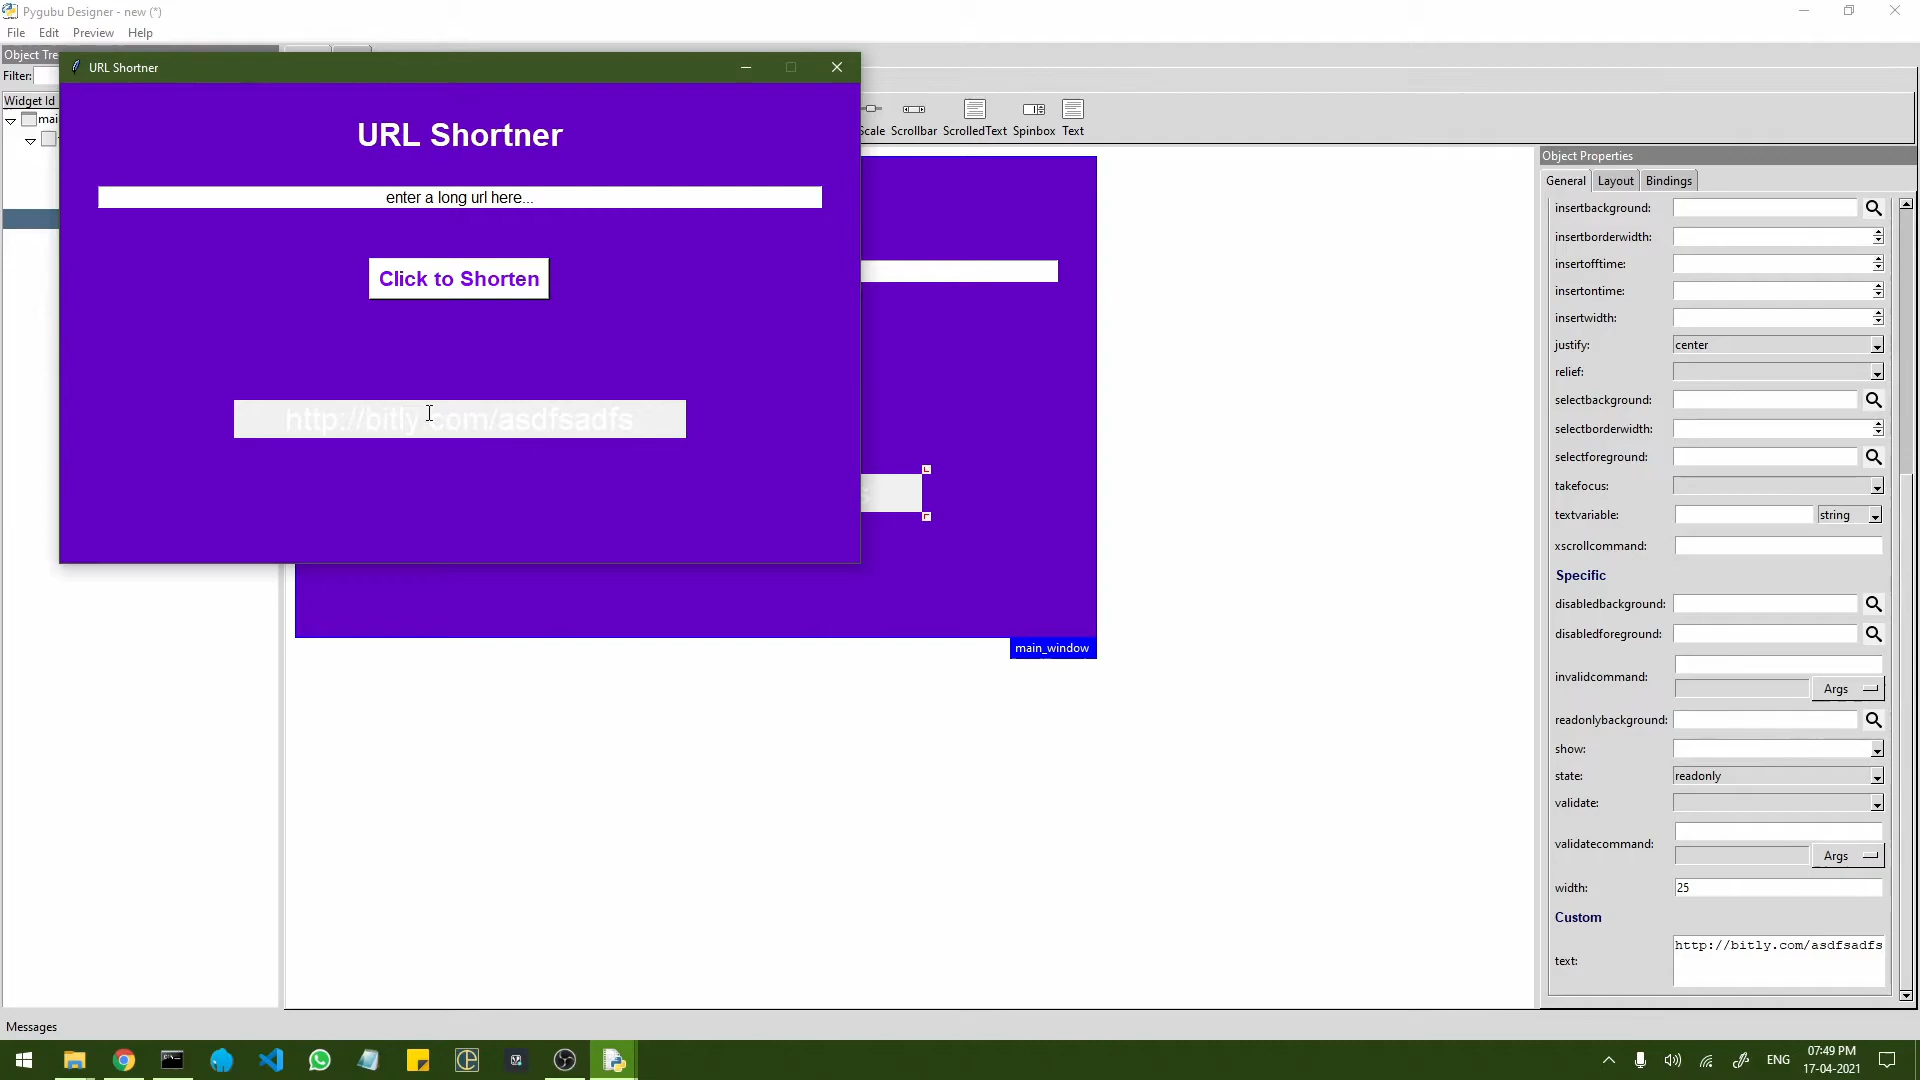 Pygubu Designer - new (*)
File Edit Preview Help
Object Tre
Filter:
Widget Id
mai
URL Shortner
URL Shortner
enter a long url here...
Click to Shorten
http://bitly.com/asdfsadfs
Scale Scrollbar ScrolledText Spinbox Text
main_window
Object Properties
General Layout Bindings
insertbackground:
insertborderwidth:
insertofftime:
insertontime:
insertwidth:
justify: center
relief:
selectbackground:
selectborderwidth:
selectforeground:
takefocus:
textvariable: string
xscrollcommand:
Specific
disabledbackground:
disabledforeground:
invalidcommand:
Args
readonlybackground:
show:
state: readonly
validate:
validatecommand:
Args
width: 25
Custom
text: http://bitly.com/asdfsadfs
Messages
ENG
07:49 PM
17-04-2021